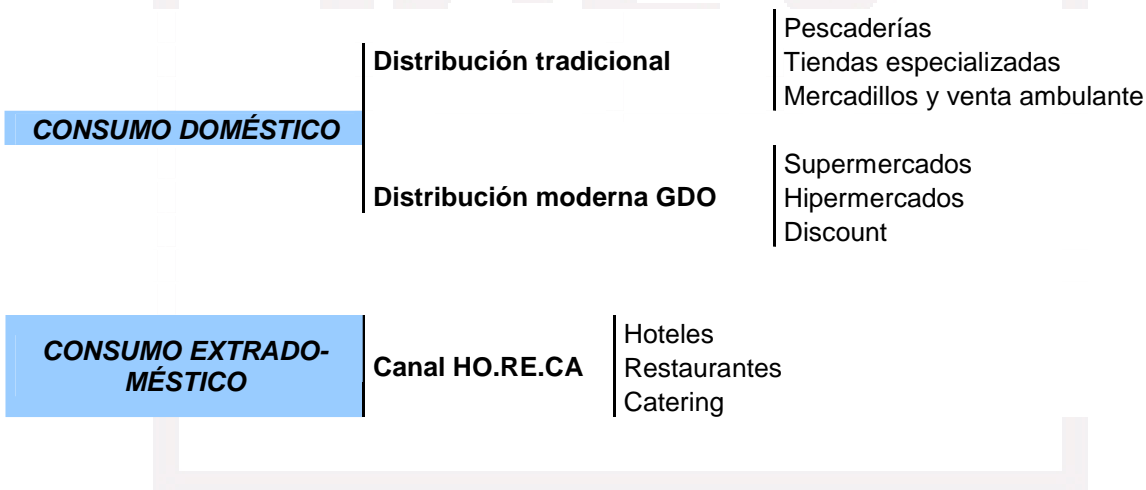 Pescaderías
Distribución tradicional
Tiendas especializadas
Mercadillos y venta ambulante
CONSUMO DOMÉSTICO
Supermercados
Distribución moderna GDO
Hipermercados
Discount
CONSUMO EXTRADO-
MÉSTICO
Canal HO.RE.CA
Hoteles
Restaurantes
Catering